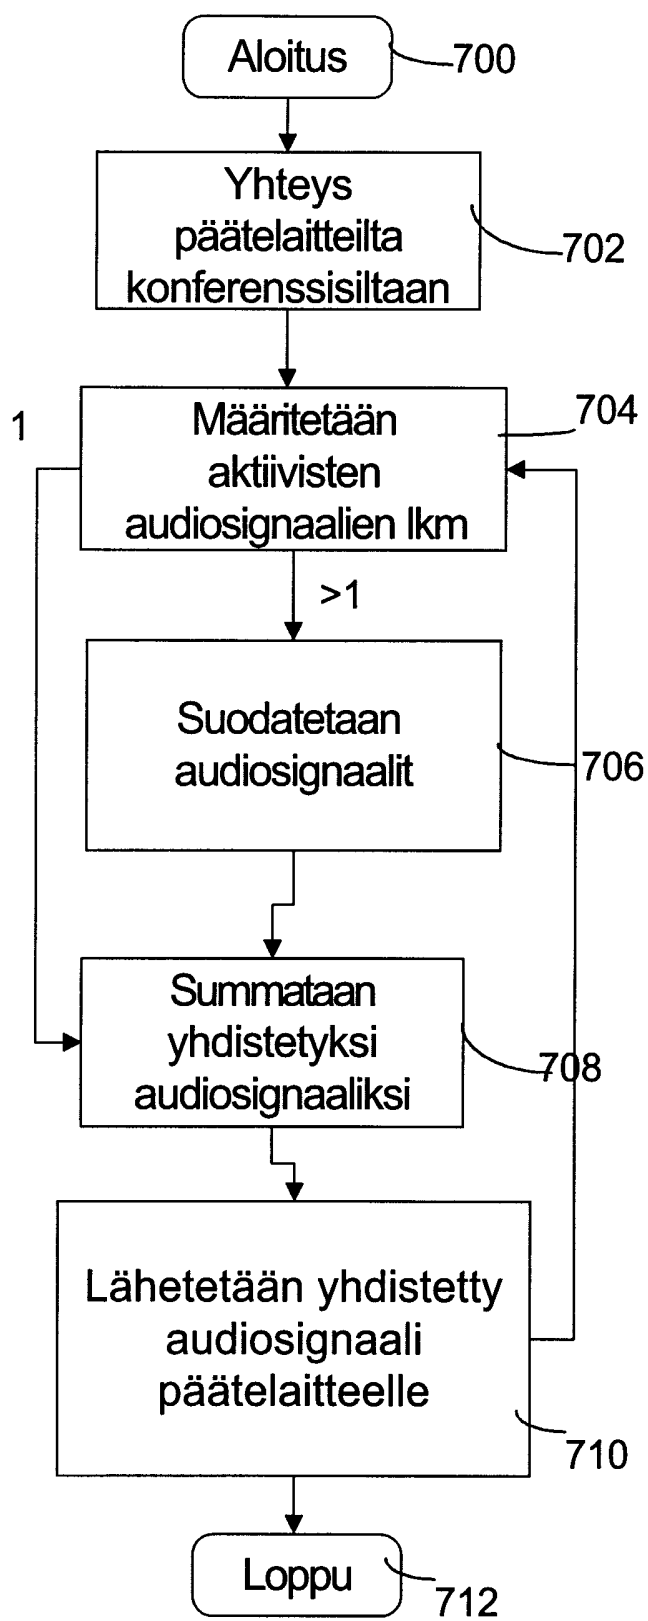 Aloitus
700
Yhteys
päätelaitteilta
konferenssisiltaan
702
Määritetään
aktiivisten
audiosignaalien lkm
704
1
>1
Suodatetaan
audiosignaalit
706
Summataan
yhdistetyksi
audiosignaaliksi
708
Lähetetään yhdistetty
audiosignaali
päätelaitteelle
710
Loppu
712